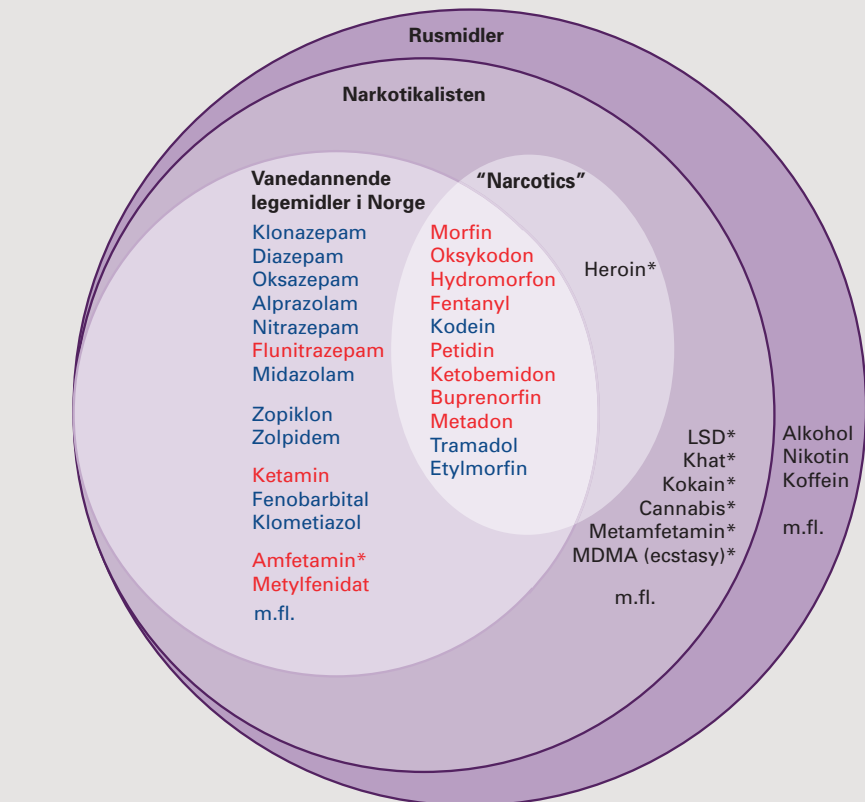 Rusmidler
Narkotikalisten
Vanedannende
legemidler i Norge
Klonazepam
Diazepam
Oksazepam
Alprazolam
Nitrazepam
Flunitrazepam
Midazolam
Zopiklon
Zolpidem
Ketamin
Fenobarbital
Klometiazol
Amfetamin*
Metylfenidat
m.fl.
“Narcotics”
Morfin
Oksykodon
Hydromorfon
Fentanyl
Kodein
Petidin
Ketobemidon
Buprenorfin
Metadon
Tramadol
Etylmorfin
Heroin*
LSD*
Khat*
Kokain*
Cannabis*
Metamfetamin*
MDMA (ecstasy)*
m.fl.
Alkohol
Nikotin
Koffein
m.fl.